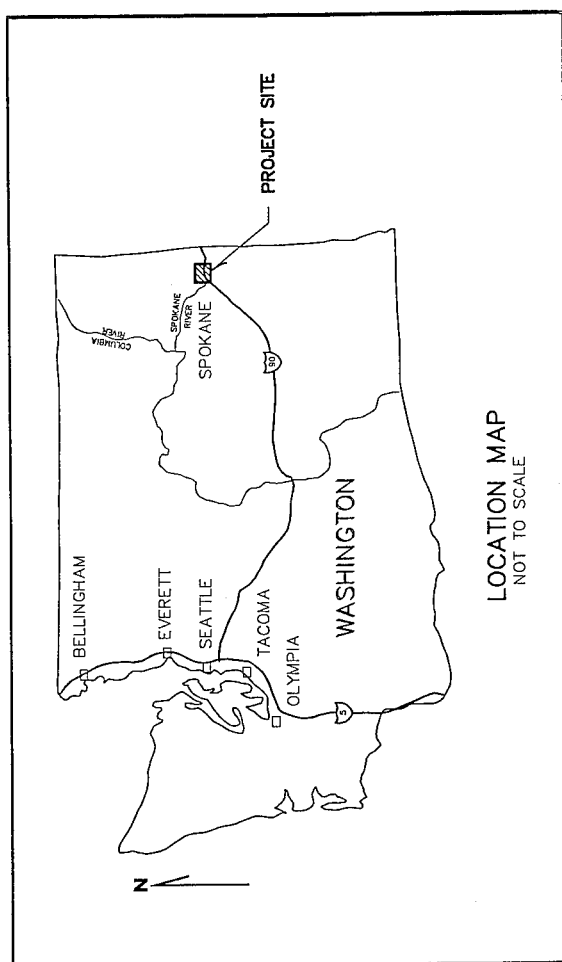 N
BELLINGHAM
EVERETT
SEATTLE
TACOMA
OLYMPIA
5
WASHINGTON
COLUMBIA
RIVER
SPOKANE
RIVER
SPOKANE
90
PROJECT SITE
LOCATION MAP
NOT TO SCALE